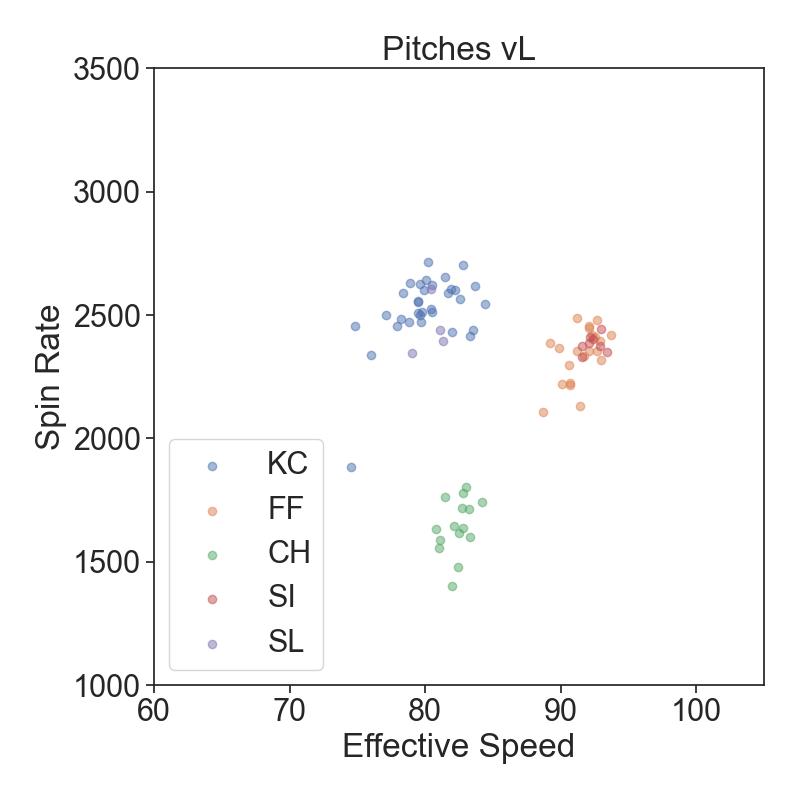 Pitches vL
3500
3000
2500
2000
1500
1000
Spin Rate
KC
FF
CH
SI
SL
60 70 80 90 100
Effective Speed